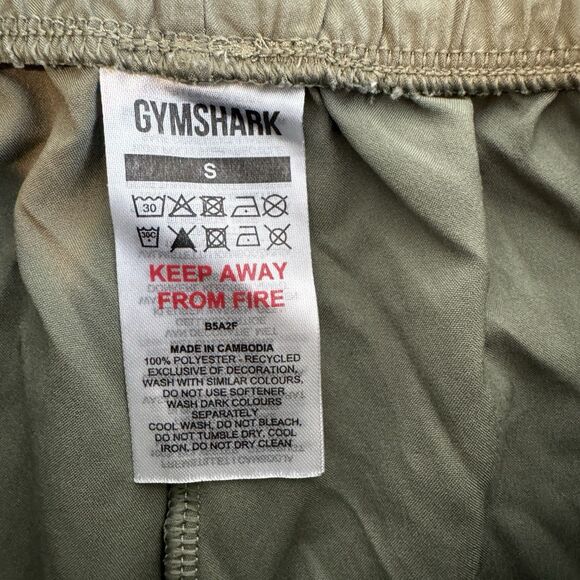 GYMSHARK
S
30
30C
KEEP AWAY
FROM FIRE
B5A2F
MADE IN CAMBODIA
100% POLYESTER - RECYCLED
EXCLUSIVE OF DECORATION,
WASH WITH SIMILAR COLOURS,
DO NOT USE SOFTENER
WASH DARK COLOURS
SEPARATELY
COOL WASH, DO NOT BLEACH,
DO NOT TUMBLE DRY, COOL
IRON, DO NOT DRY CLEAN